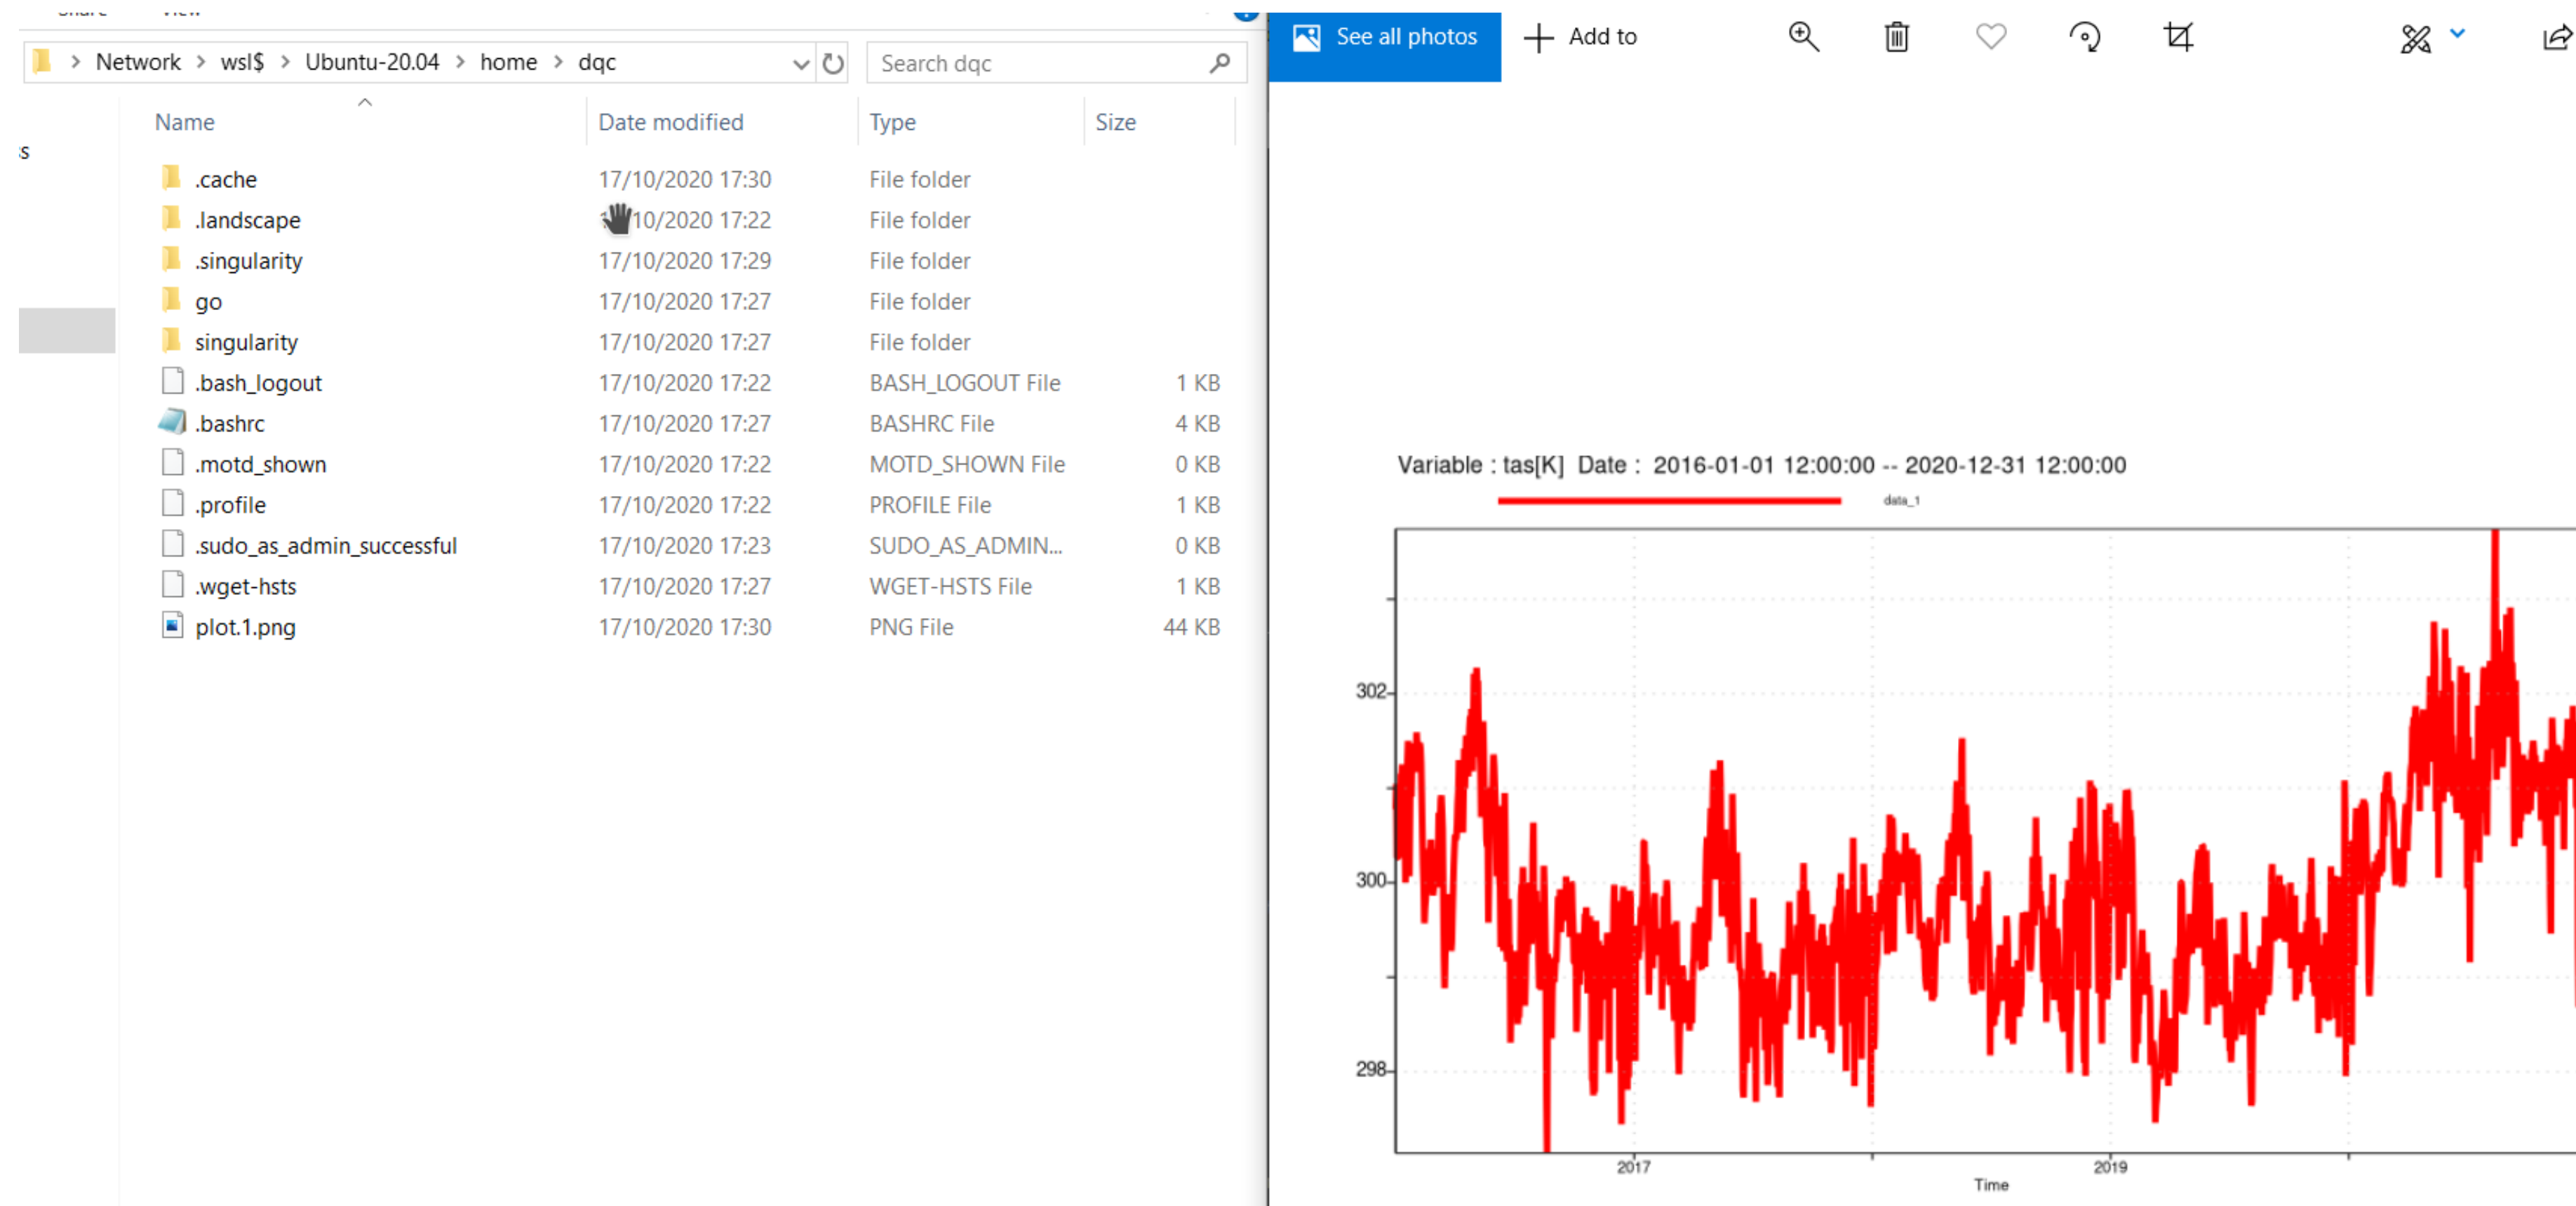 Network > wsl$ > Ubuntu-20.04 > home > dqc
Search dqc
Name Date modified Type Size
.cache 17/10/2020 17:30 File folder
.landscape 10/2020 17:22 File folder
.singularity 17/10/2020 17:29 File folder
go 17/10/2020 17:27 File folder
singularity 17/10/2020 17:27 File folder
.bash_logout 17/10/2020 17:22 BASH_LOGOUT File 1 KB
.bashrc 17/10/2020 17:27 BASHRC File 4 KB
.motd_shown 17/10/2020 17:22 MOTD_SHOWN File 0 KB
.profile 17/10/2020 17:22 PROFILE File 1 KB
.sudo_as_admin_successful 17/10/2020 17:23 SUDO_AS_ADMIN... 0 KB
.wget-hsts 17/10/2020 17:27 WGET-HSTS File 1 KB
plot.1.png 17/10/2020 17:30 PNG File 44 KB
See all photos
Add to
Variable : tas[K] Date : 2016-01-01 12:00:00 -- 2020-12-31 12:00:00
data_1
302
300
298
2017 2019
Time